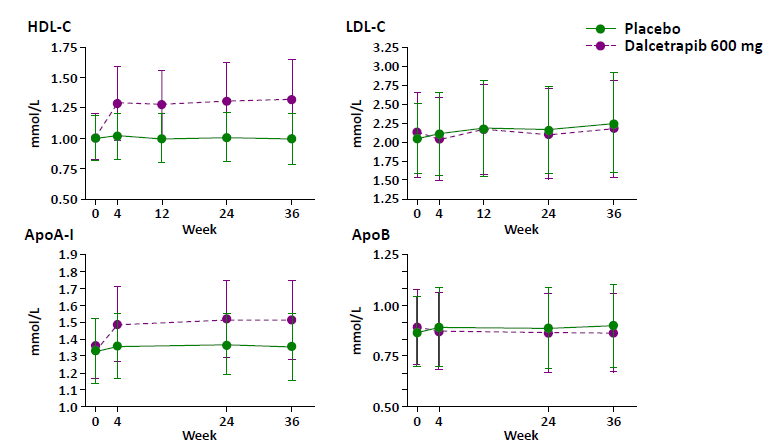 HDL-C
1.75
1.50
1.25
1.00
0.75
0.50
mmol/L
0 4 12 24 36
Week
LDL-C
3.25
2.75
2.50
2.25
2.00
1.75
1.50
1.25
mmol/L
0 4 12 24 36
Week
Placebo
Dalcetrapib 600 mg
ApoA-I
1.9
1.8
1.7
1.6
1.5
1.4
1.3
1.2
1.1
1.0
mmol/L
0 4 24 36
Week
ApoB
1.25
1.00
0.75
0.50
mmol/L
0 4 24 36
Week